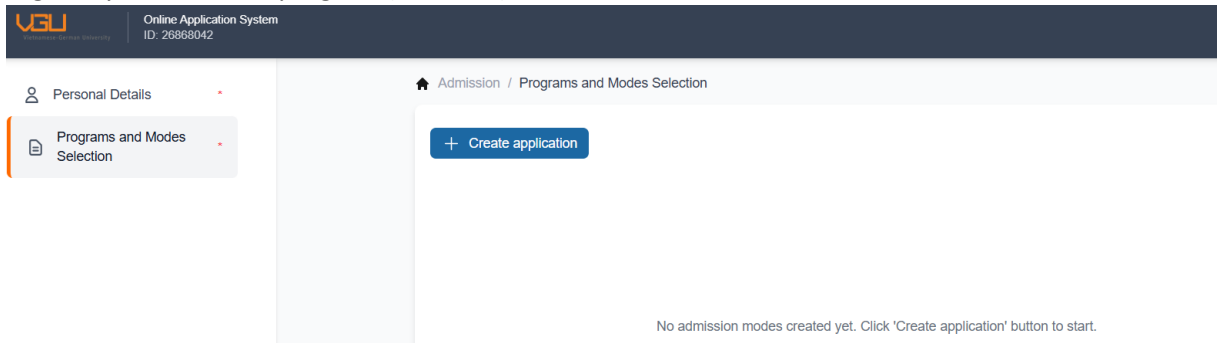 VGU
Vietnamese-German University
Online Application System
ID: 26868042
Personal Details *
Programs and Modes
Selection *
Admission / Programs and Modes Selection
+ Create application
No admission modes created yet. Click 'Create application' button to start.